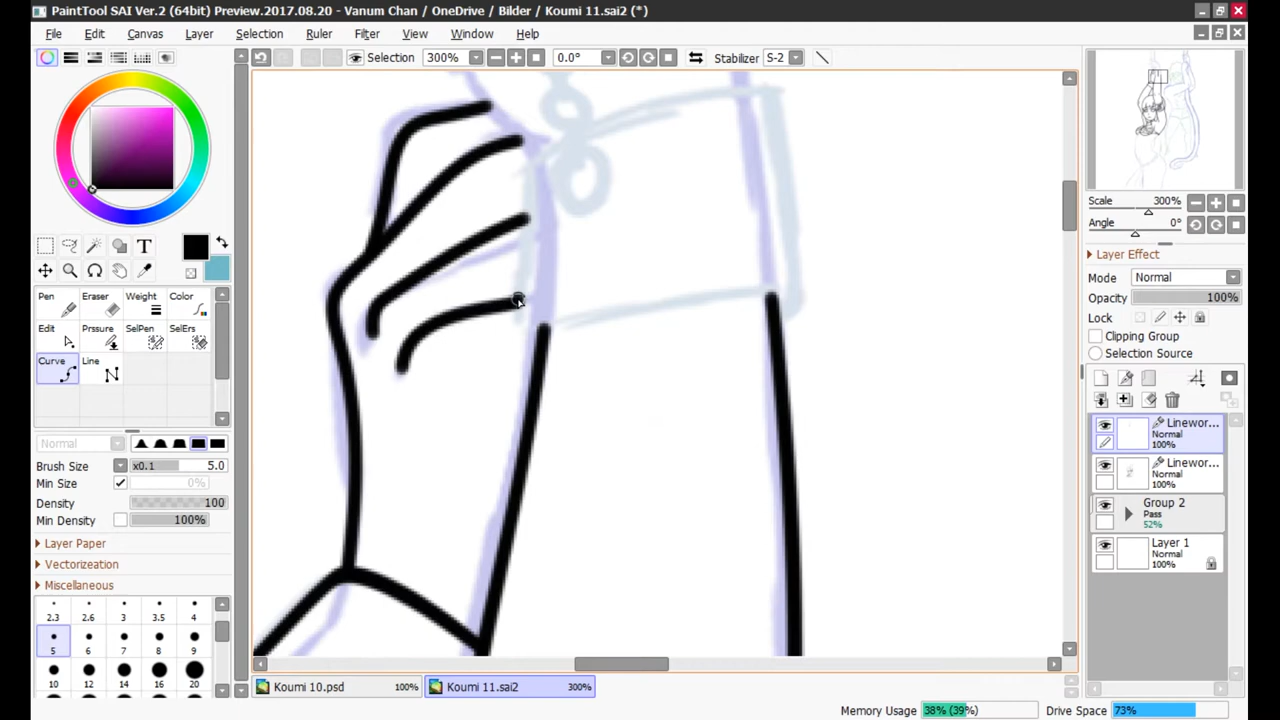 PaintTool SAI Ver.2 (64bit) Preview.2017.08.20 - Vanum Chan / OneDrive / Bilder / Koumi 11.sai2 (*)
File Edit Canvas Layer Selection Ruler Filter View Window Help
Selection 300% 0.0° Stabilizer S-2
T
Pen Eraser Weight Color
Edit Prssure SelPen SelErs
Curve Line
Normal
Brush Size x0.1 5.0
Min Size 0%
Density 100
Min Density 100%
Layer Paper
Vectorizeation
Miscellaneous
2.3 2.6 3 3.5 4
5 6 7 8 9
10 12 14 16 20
Scale 300%
Angle 0°
Layer Effect
Mode Normal
Opacity 100%
Lock
Clipping Group
Selection Source
Linewor...
Normal
100%
Linewor...
Normal
100%
Group 2
Pass
52%
Layer 1
Normal
100%
Koumi 10.psd 100% Koumi 11.sai2 300%
Memory Usage 38% (39%) Drive Space 73%